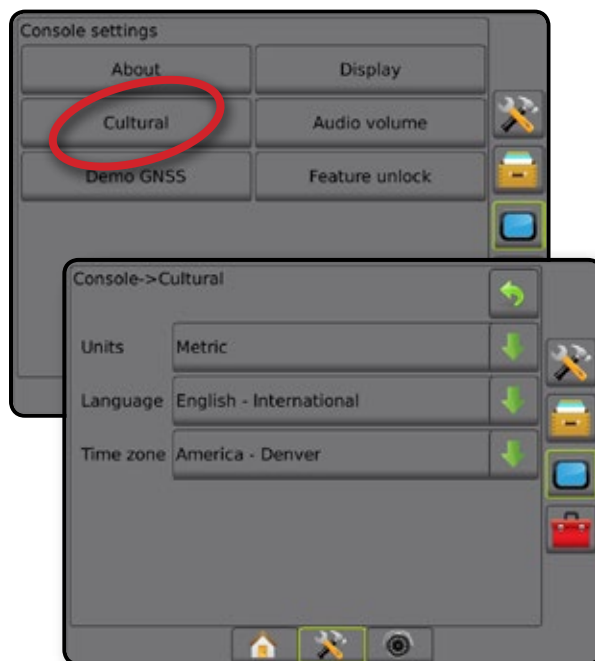 Console settings
About Display
Cultural Audio volume
Demo GNSS Feature unlock
Console->Cultural
Units Metric
Language English - International
Time zone America - Denver